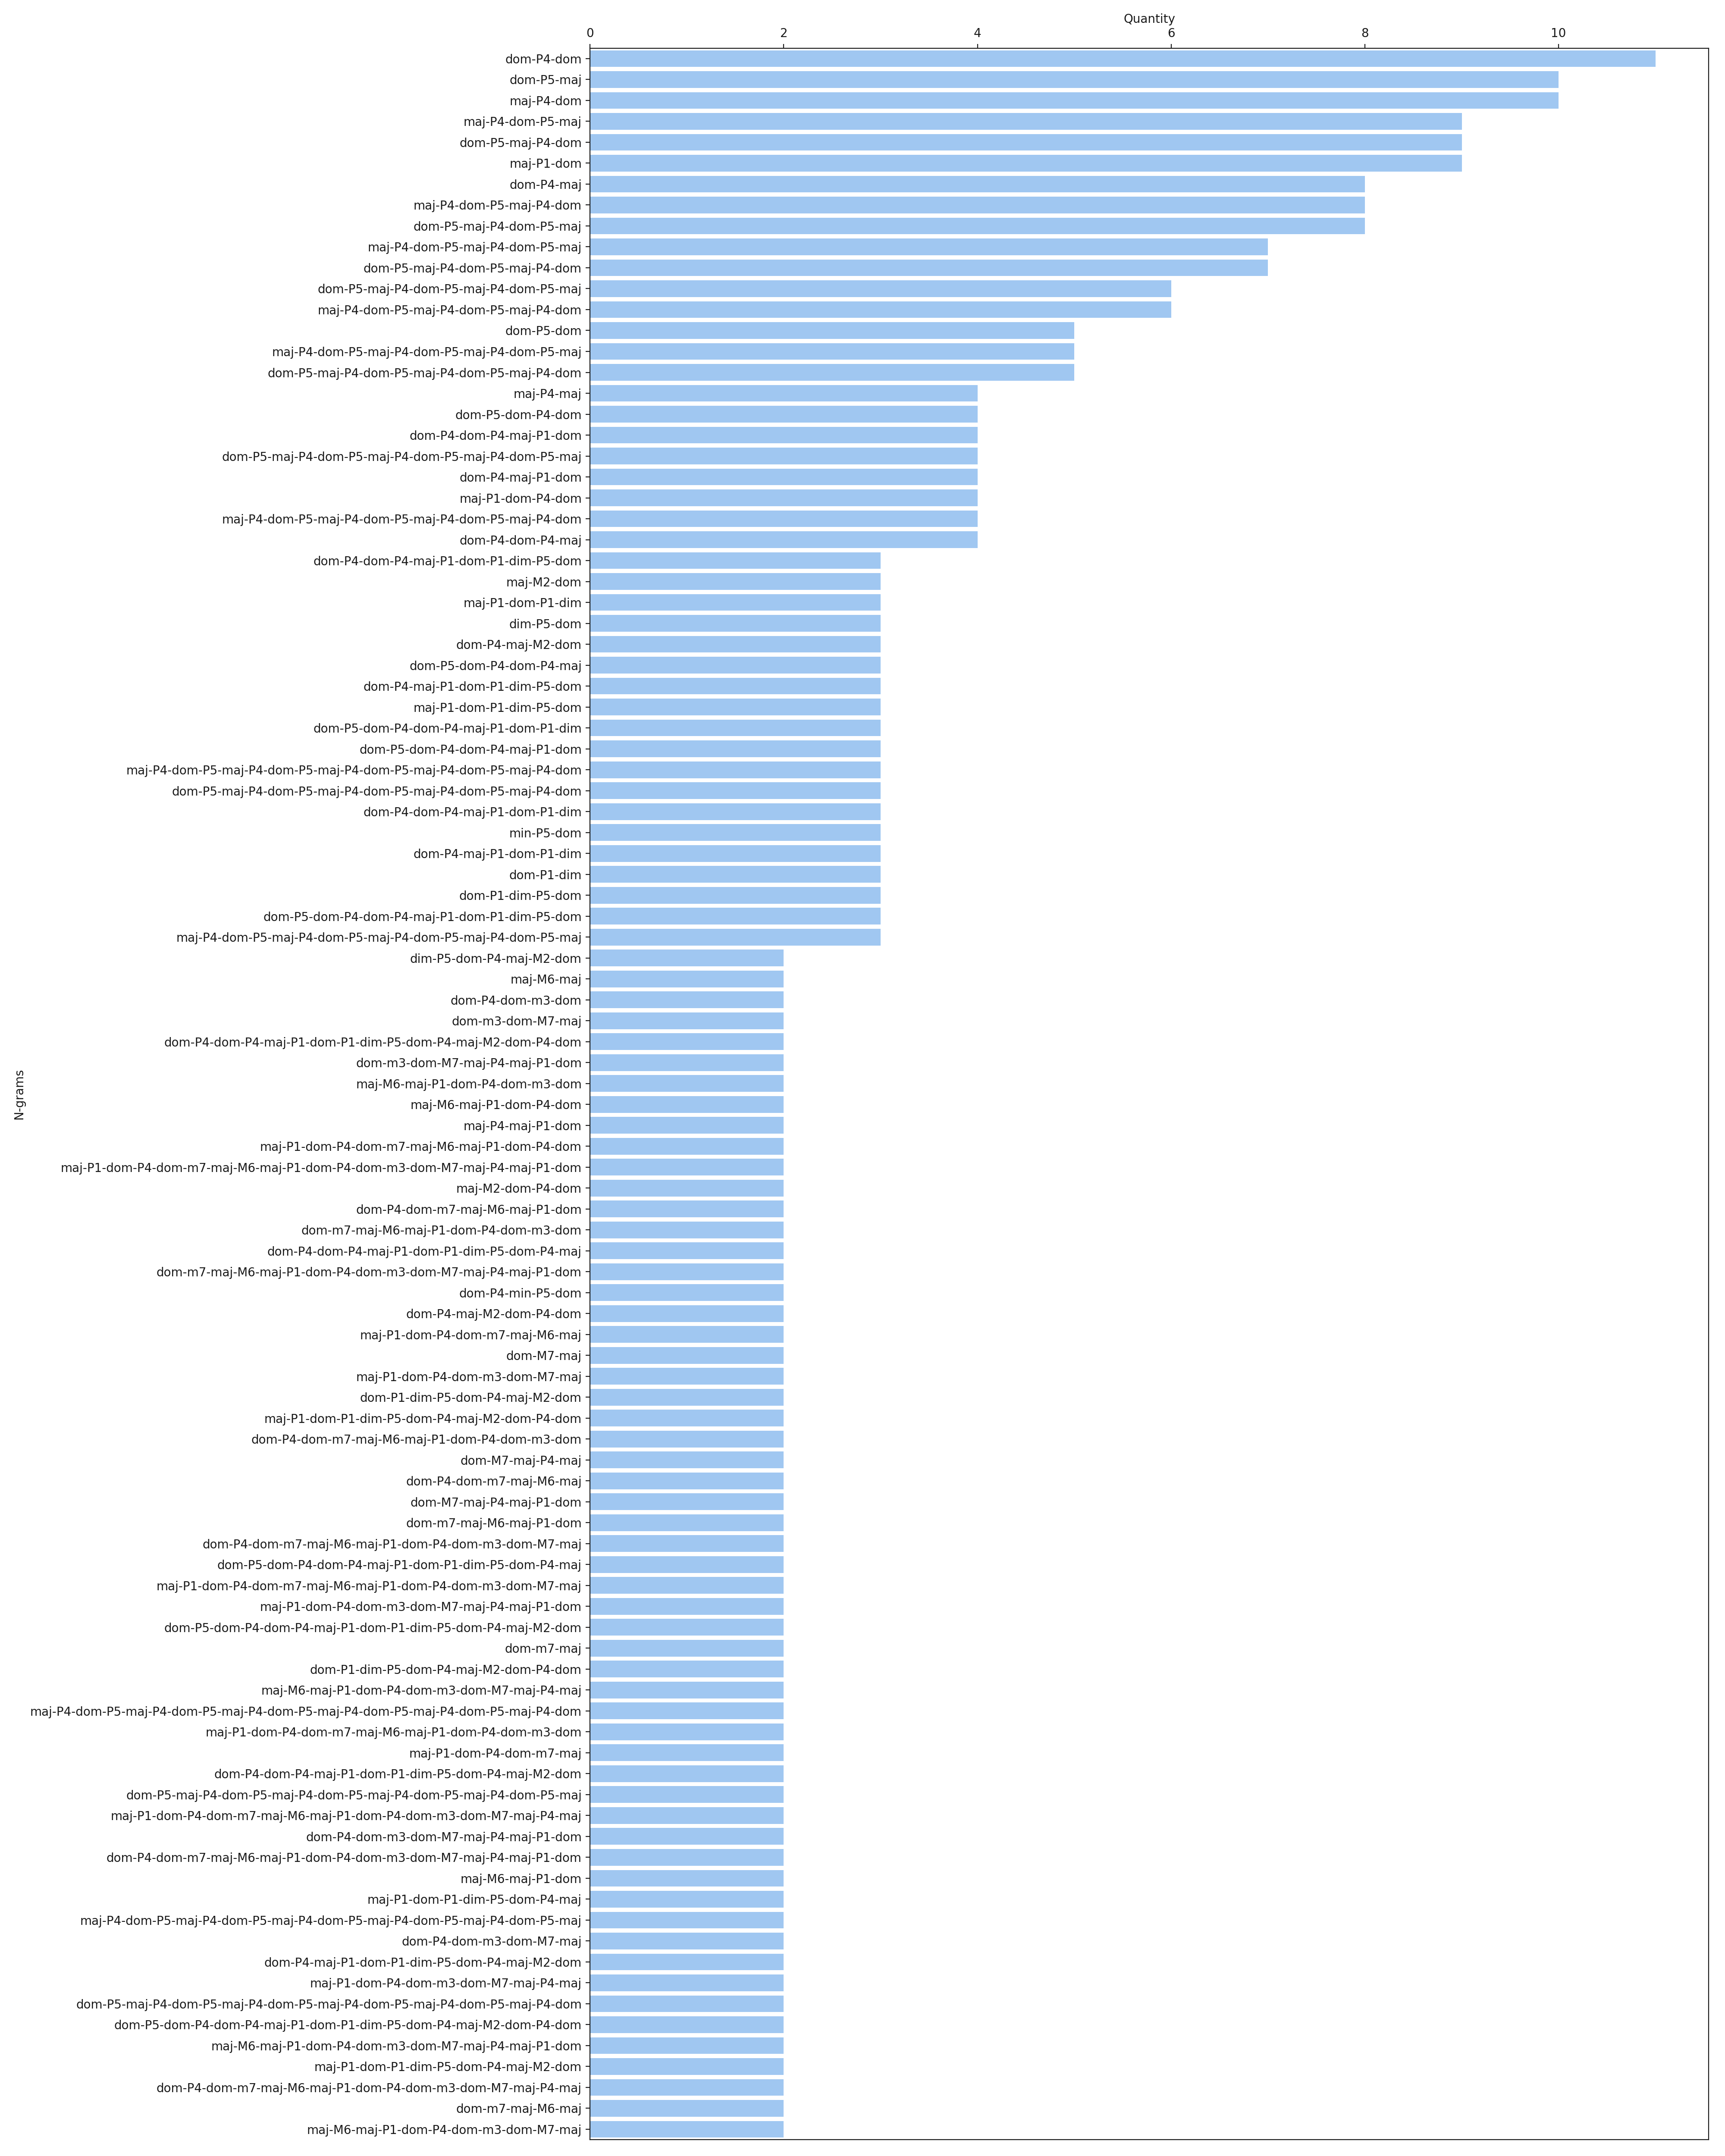 Quantity
0 2 4 6 8 10
dom-P4-dom
dom-P5-maj
maj-P4-dom
maj-P4-dom-P5-maj
dom-P5-maj-P4-dom
maj-P1-dom
dom-P4-maj
maj-P4-dom-P5-maj-P4-dom
dom-P5-maj-P4-dom-P5-maj
maj-P4-dom-P5-maj-P4-dom-P5-maj
dom-P5-maj-P4-dom-P5-maj-P4-dom
dom-P5-maj-P4-dom-P5-maj-P4-dom-P5-maj
maj-P4-dom-P5-maj-P4-dom-P5-maj-P4-dom
dom-P5-dom
maj-P4-dom-P5-maj-P4-dom-P5-maj-P4-dom-P5-maj
dom-P5-maj-P4-dom-P5-maj-P4-dom-P5-maj-P4-dom
maj-P4-maj
dom-P5-dom-P4-dom
dom-P4-dom-P4-maj-P1-dom
dom-P5-maj-P4-dom-P5-maj-P4-dom-P5-maj-P4-dom-P5-maj
dom-P4-maj-P1-dom
maj-P1-dom-P4-dom
maj-P4-dom-P5-maj-P4-dom-P5-maj-P4-dom-P5-maj-P4-dom
dom-P4-dom-P4-maj
dom-P4-dom-P4-maj-P1-dom-P1-dim-P5-dom
maj-M2-dom
maj-P1-dom-P1-dim
dim-P5-dom
dom-P4-maj-M2-dom
dom-P5-dom-P4-dom-P4-maj
dom-P4-maj-P1-dom-P1-dim-P5-dom
maj-P1-dom-P1-dim-P5-dom
dom-P5-dom-P4-dom-P4-maj-P1-dom-P1-dim
dom-P5-dom-P4-dom-P4-maj-P1-dom
maj-P4-dom-P5-maj-P4-dom-P5-maj-P4-dom-P5-maj-P4-dom-P5-maj-P4-dom
dom-P5-maj-P4-dom-P5-maj-P4-dom-P5-maj-P4-dom-P5-maj-P4-dom
dom-P4-dom-P4-maj-P1-dom-P1-dim
min-P5-dom
dom-P4-maj-P1-dom-P1-dim
dom-P1-dim
dom-P1-dim-P5-dom
dom-P5-dom-P4-dom-P4-maj-P1-dom-P1-dim-P5-dom
maj-P4-dom-P5-maj-P4-dom-P5-maj-P4-dom-P5-maj-P4-dom-P5-maj
dim-P5-dom-P4-maj-M2-dom
maj-M6-maj
dom-P4-dom-m3-dom
dom-m3-dom-M7-maj
dom-P4-dom-P4-maj-P1-dom-P1-dim-P5-dom-P4-maj-M2-dom-P4-dom
dom-m3-dom-M7-maj-P4-maj-P1-dom
maj-M6-maj-P1-dom-P4-dom-m3-dom
N-grams
maj-M6-maj-P1-dom-P4-dom
maj-P4-maj-P1-dom
maj-P1-dom-P4-dom-m7-maj-M6-maj-P1-dom-P4-dom
maj-P1-dom-P4-dom-m7-maj-M6-maj-P1-dom-P4-dom-m3-dom-M7-maj-P4-maj-P1-dom
maj-M2-dom-P4-dom
dom-P4-dom-m7-maj-M6-maj-P1-dom
dom-m7-maj-M6-maj-P1-dom-P4-dom-m3-dom
dom-P4-dom-P4-maj-P1-dom-P1-dim-P5-dom-P4-maj
dom-m7-maj-M6-maj-P1-dom-P4-dom-m3-dom-M7-maj-P4-maj-P1-dom
dom-P4-min-P5-dom
dom-P4-maj-M2-dom-P4-dom
maj-P1-dom-P4-dom-m7-maj-M6-maj
dom-M7-maj
maj-P1-dom-P4-dom-m3-dom-M7-maj
dom-P1-dim-P5-dom-P4-maj-M2-dom
maj-P1-dom-P1-dim-P5-dom-P4-maj-M2-dom-P4-dom
dom-P4-dom-m7-maj-M6-maj-P1-dom-P4-dom-m3-dom
dom-M7-maj-P4-maj
dom-P4-dom-m7-maj-M6-maj
dom-M7-maj-P4-maj-P1-dom
dom-m7-maj-M6-maj-P1-dom
dom-P4-dom-m7-maj-M6-maj-P1-dom-P4-dom-m3-dom-M7-maj
dom-P5-dom-P4-dom-P4-maj-P1-dom-P1-dim-P5-dom-P4-maj
maj-P1-dom-P4-dom-m7-maj-M6-maj-P1-dom-P4-dom-m3-dom-M7-maj
maj-P1-dom-P4-dom-m3-dom-M7-maj-P4-maj-P1-dom
dom-P5-dom-P4-dom-P4-maj-P1-dom-P1-dim-P5-dom-P4-maj-M2-dom
dom-m7-maj
dom-P1-dim-P5-dom-P4-maj-M2-dom-P4-dom
maj-M6-maj-P1-dom-P4-dom-m3-dom-M7-maj-P4-maj
maj-P4-dom-P5-maj-P4-dom-P5-maj-P4-dom-P5-maj-P4-dom-P5-maj-P4-dom-P5-maj-P4-dom
maj-P1-dom-P4-dom-m7-maj-M6-maj-P1-dom-P4-dom-m3-dom
maj-P1-dom-P4-dom-m7-maj
dom-P4-dom-P4-maj-P1-dom-P1-dim-P5-dom-P4-maj-M2-dom
dom-P5-maj-P4-dom-P5-maj-P4-dom-P5-maj-P4-dom-P5-maj-P4-dom-P5-maj
maj-P1-dom-P4-dom-m7-maj-M6-maj-P1-dom-P4-dom-m3-dom-M7-maj-P4-maj
dom-P4-dom-m3-dom-M7-maj-P4-maj-P1-dom
dom-P4-dom-m7-maj-M6-maj-P1-dom-P4-dom-m3-dom-M7-maj-P4-maj-P1-dom
maj-M6-maj-P1-dom
maj-P1-dom-P1-dim-P5-dom-P4-maj
maj-P4-dom-P5-maj-P4-dom-P5-maj-P4-dom-P5-maj-P4-dom-P5-maj-P4-dom-P5-maj
dom-P4-dom-m3-dom-M7-maj
dom-P4-maj-P1-dom-P1-dim-P5-dom-P4-maj-M2-dom
maj-P1-dom-P4-dom-m3-dom-M7-maj-P4-maj
dom-P5-maj-P4-dom-P5-maj-P4-dom-P5-maj-P4-dom-P5-maj-P4-dom-P5-maj-P4-dom
dom-P5-dom-P4-dom-P4-maj-P1-dom-P1-dim-P5-dom-P4-maj-M2-dom-P4-dom
maj-M6-maj-P1-dom-P4-dom-m3-dom-M7-maj-P4-maj-P1-dom
maj-P1-dom-P1-dim-P5-dom-P4-maj-M2-dom
dom-P4-dom-m7-maj-M6-maj-P1-dom-P4-dom-m3-dom-M7-maj-P4-maj
dom-m7-maj-M6-maj
maj-M6-maj-P1-dom-P4-dom-m3-dom-M7-maj